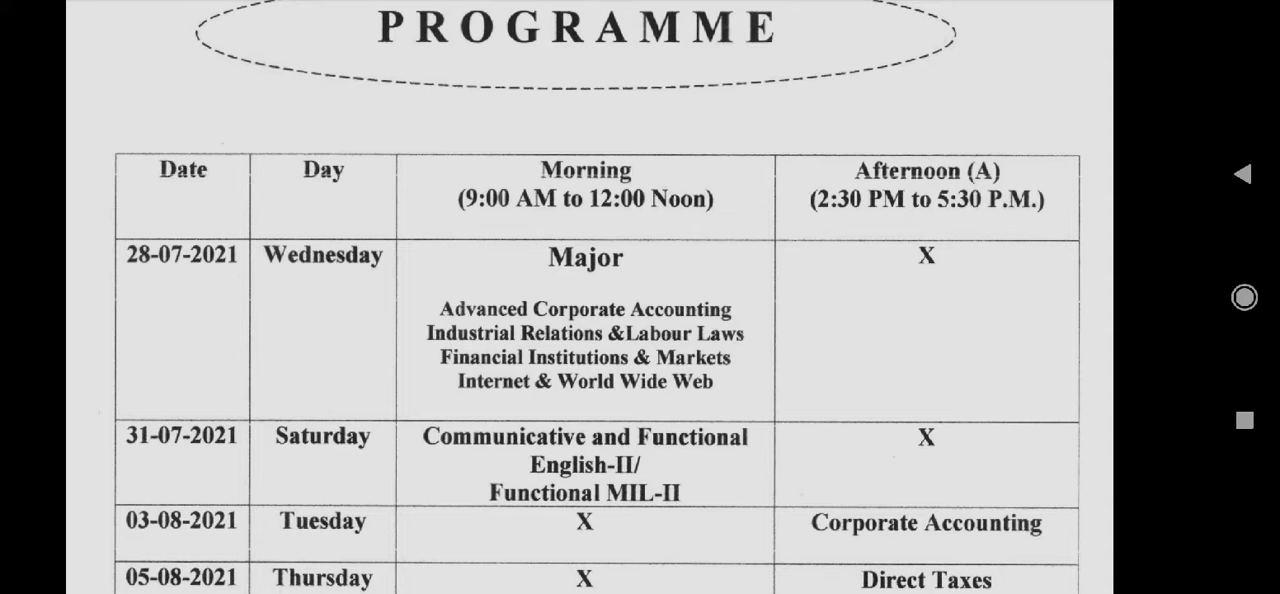 PROGRAMME
Date Day Morning Afternoon (A)
(9:00 AM to 12:00 Noon) (2:30 PM to 5:30 P.M.)
28-07-2021 Wednesday Major X
Advanced Corporate Accounting
Industrial Relations &Labour Laws
Financial Institutions & Markets
Internet & World Wide Web
31-07-2021 Saturday Communicative and Functional X
English-II/
Functional MIL-II
03-08-2021 Tuesday X Corporate Accounting
05-08-2021 Thursday X Direct Taxes